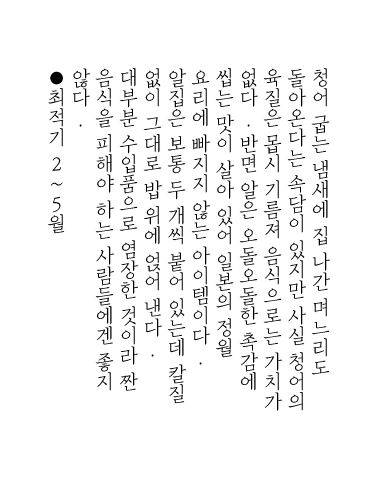 청어 굽는 냄새에 집 나간 며느리도
돌아온다는 속담이 있지만 사실 청어의
육질은 몹시 기름져 음식으로는 가치가
없다. 반면 알은 오돌오돌한 촉감에
씹는 맛이 살아 있어 일본의 정월
요리에 빠지지 않는 아이템이다.
알집은 보통 두 개씩 붙어 있는데 칼질
없이 그대로 밥 위에 얹어 낸다.
대부분 수입품으로 염장한 것이라 짠
음식을 피해야 하는 사람들에겐 좋지
않다.
●최적기 2~5월